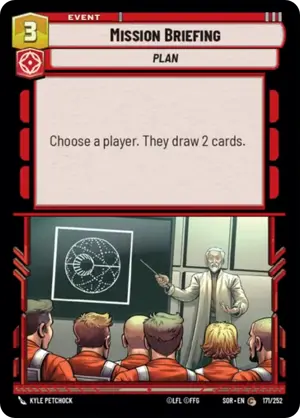 EVENT
3
MISSION BRIEFING
PLAN
Choose a player. They draw 2 cards.
KYLE PETCHOCK
©LFL ©FFG
SOR • EN
C
171/252